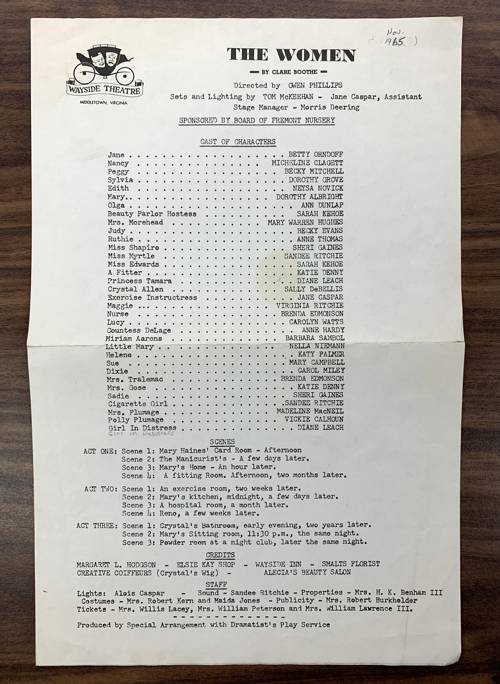 Nov.
1965
WAYSIDE THEATRE
MIDDLETOWN, VIRGINIA
THE WOMEN
— BY CLARE BOOTHE —
Directed by OWEN PHILLIPS
Sets and Lighting by TOM McKEEHAN - Jane Caspar, Assistant
Stage Manager - Morris Deering
SPONSORED BY BOARD OF FREMONT NURSERY
CAST OF CHARACTERS
Jane . . . . . . . . . . . . . . . . . . . . BETTY ORNDOFF
Nancy . . . . . . . . . . . . . . . . . . MICHELINE CLAGETT
Peggy . . . . . . . . . . . . . . . . . . . BECKY MITCHELL
Sylvia . . . . . . . . . . . . . . . . . . DOROTHY GROVE
Edith . . . . . . . . . . . . . . . . . . . . NEYSA NOVICK
Mary. . . . . . . . . . . . . . . . . . . DOROTHY ALBRIGHT
Olga . . . . . . . . . . . . . . . . . . . . . ANN DUNLAP
Beauty Parlor Hostess . . . . . . . . . . . . SARAH KEHOE
Mrs. Morehead . . . . . . . . . . . . . MARY WARREN HUGHES
Judy . . . . . . . . . . . . . . . . . . . . . BECKY EVANS
Ruthie . . . . . . . . . . . . . . . . . . . . ANNE THOMAS
Miss Shapiro . . . . . . . . . . . . . . . . SHERI GAINES
Miss Myrtle . . . . . . . . . . . . . . . . SANDEE RITCHIE
Miss Edwards . . . . . . . . . . . . . . . . . SARAH KEHOE
A Fitter . . . . . . . . . . . . . . . . . . . KATIE DENNY
Princess Tamara . . . . . . . . . . . . . . . DIANE LEACH
Crystal Allen . . . . . . . . . . . . . . . SALLY DeBELLIS
Exercise Instructress . . . . . . . . . . . . JANE CASPAR
Maggie . . . . . . . . . . . . . . . . . VIRGINIA RITCHIE
Nurse . . . . . . . . . . . . . . . . . . BRENDA EDMONSON
Lucy . . . . . . . . . . . . . . . . . . . . CAROLYN WATTS
Countess DeLage . . . . . . . . . . . . . . . . ANNE HARDY
Miriam Aarons . . . . . . . . . . . . . . . BARBARA SAMBOL
Little Mary . . . . . . . . . . . . . . . . NELLA NIEMANN
Helene . . . . . . . . . . . . . . . . . . . . KATY PALMER
Sue . . . . . . . . . . . . . . . . . . . . MARY CAMPBELL
Dixie . . . . . . . . . . . . . . . . . . . . CAROL MILEY
Mrs. Tralemac . . . . . . . . . . . . . . BRENDA EDMONSON
Mrs. Gose . . . . . . . . . . . . . . . . . . KATIE DENNY
Sadie . . . . . . . . . . . . . . . . . . . . SHERI GAINES
Cigarette Girl . . . . . . . . . . . . . . .SANDEE RITCHIE
Mrs. Plumage . . . . . . . . . . . . . . MADELINE MacNEIL
Polly Plumage . . . . . . . . . . . . . . . VICKIE CALHOUN
Girl In Distress . . . . . . . . . . . . . . . DIANE LEACH
SCENES
ACT ONE: Scene 1: Mary Haines' Card Room - Afternoon
Scene 2: The Manicurist's - A few days later.
Scene 3: Mary's Home - An hour later.
Scene 4: A fitting Room. Afternoon, two months later.
ACT TWO: Scene 1: An exercise room, two weeks later.
Scene 2: Mary's kitchen, midnight, a few days later.
Scene 3: A hospital room, a month later.
Scene 4: Reno, a few weeks later.
ACT THREE: Scene 1: Crystal's Bathroom, early evening, two years later.
Scene 2: Mary's Sitting room, 11:30 p.m., the same night.
Scene 3: Powder room at a night club, later the same night.
CREDITS
MARGARET L. HODGSON - ELSIE KAY SHOP - WAYSIDE INN - SMALTS FLORIST
CREATIVE COIFFEURS (Crystal's Wig) - ALECIA'S BEAUTY SALON
STAFF
Lights: Alois Caspar Sound - Sandee Ritchie - Properties - Mrs. H. K. Benham III
Costumes - Mrs. Robert Kern and Maida Jones - Publicity - Mrs. Robert Burkholder
Tickets - Mrs. Willis Lacey, Mrs. William Peterson and Mrs. William Lawrence III.
- - - - - - - - - - - - -
Produced by Special Arrangement with Dramatist's Play Service